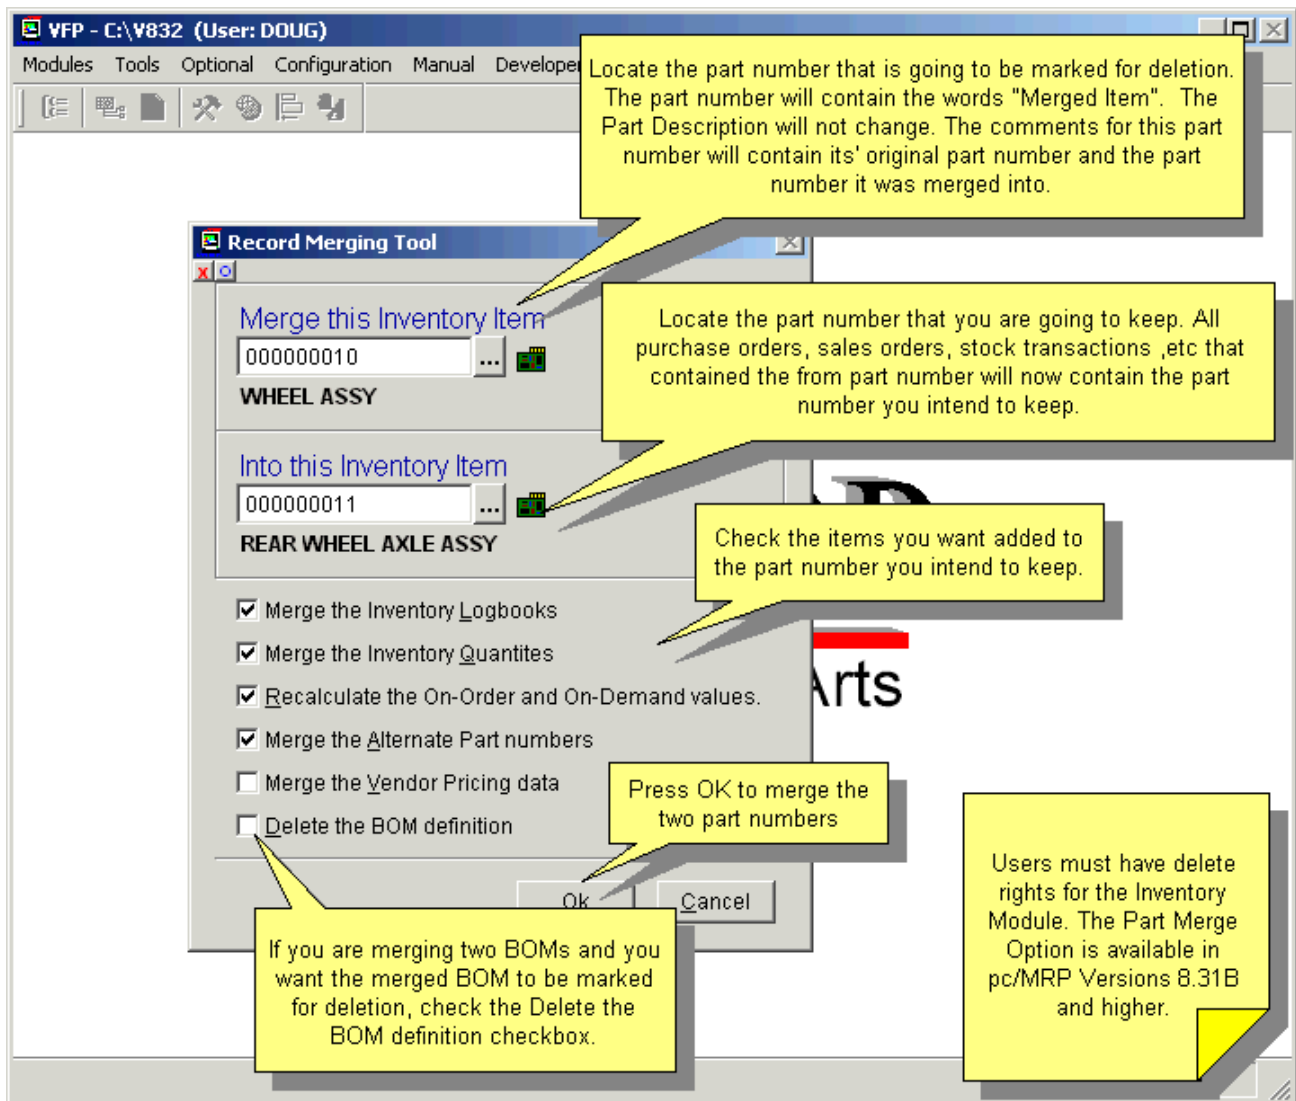 VFP - C:\V832  (User: DOUG)
Modules Tools Optional Configuration Manual Developer
Locate the part number that is going to be marked for deletion.
The part number will contain the words "Merged Item".  The
Part Description will not change. The comments for this part
number will contain its' original part number and the part
number it was merged into.
Record Merging Tool
Merge this Inventory Item
000000010
...
WHEEL ASSY
Locate the part number that you are going to keep. All
purchase orders, sales orders, stock transactions ,etc that
contained the from part number will now contain the part
number you intend to keep.
Into this Inventory Item
000000011
...
REAR WHEEL AXLE ASSY
Check the items you want added to
the part number you intend to keep.
Merge the Inventory Logbooks
Merge the Inventory Quantites
Recalculate the On-Order and On-Demand values.
Arts
Merge the Alternate Part numbers
Merge the Vendor Pricing data
Delete the BOM definition
Press OK to merge the
two part numbers
Ok
Cancel
If you are merging two BOMs and you
want the merged BOM to be marked
for deletion, check the Delete the
BOM definition checkbox.
Users must have delete
rights for the Inventory
Module. The Part Merge
Option is available in
pc/MRP Versions 8.31B
and higher.